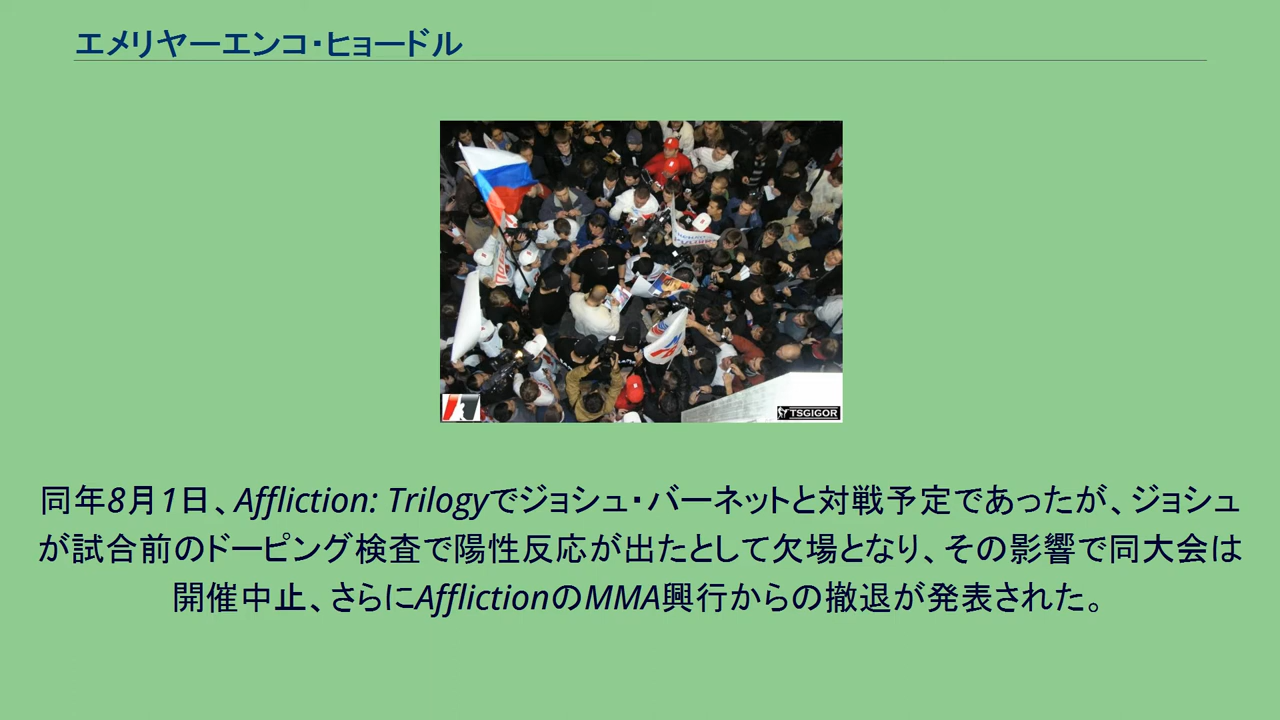 エメリヤーエンコ・ヒョードル
TSGIGOR
同年8月1日、Affliction: Trilogyでジョシュ・バーネットと対戦予定であったが、ジョシュ
が試合前のドーピング検査で陽性反応が出たとして欠場となり、その影響で同大会は
開催中止、さらにAfflictionのMMA興行からの撤退が発表された。